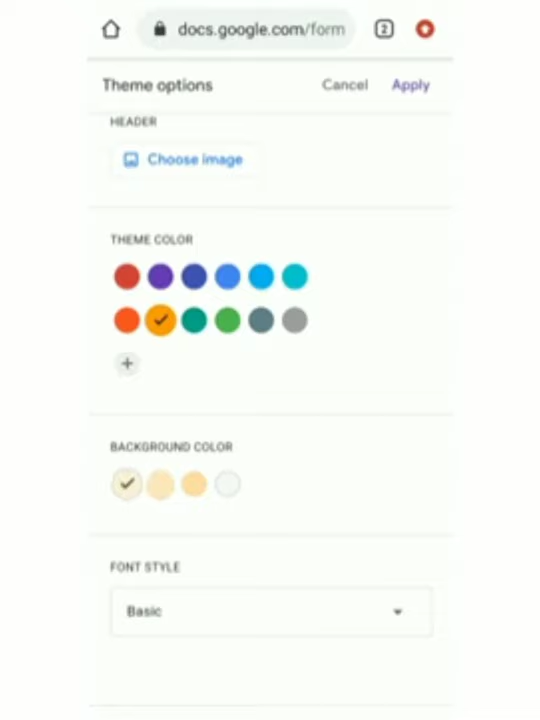 docs.google.com/form
2
Theme options
Cancel
Apply
HEADER
Choose image
THEME COLOR
+
BACKGROUND COLOR
FONT STYLE
Basic